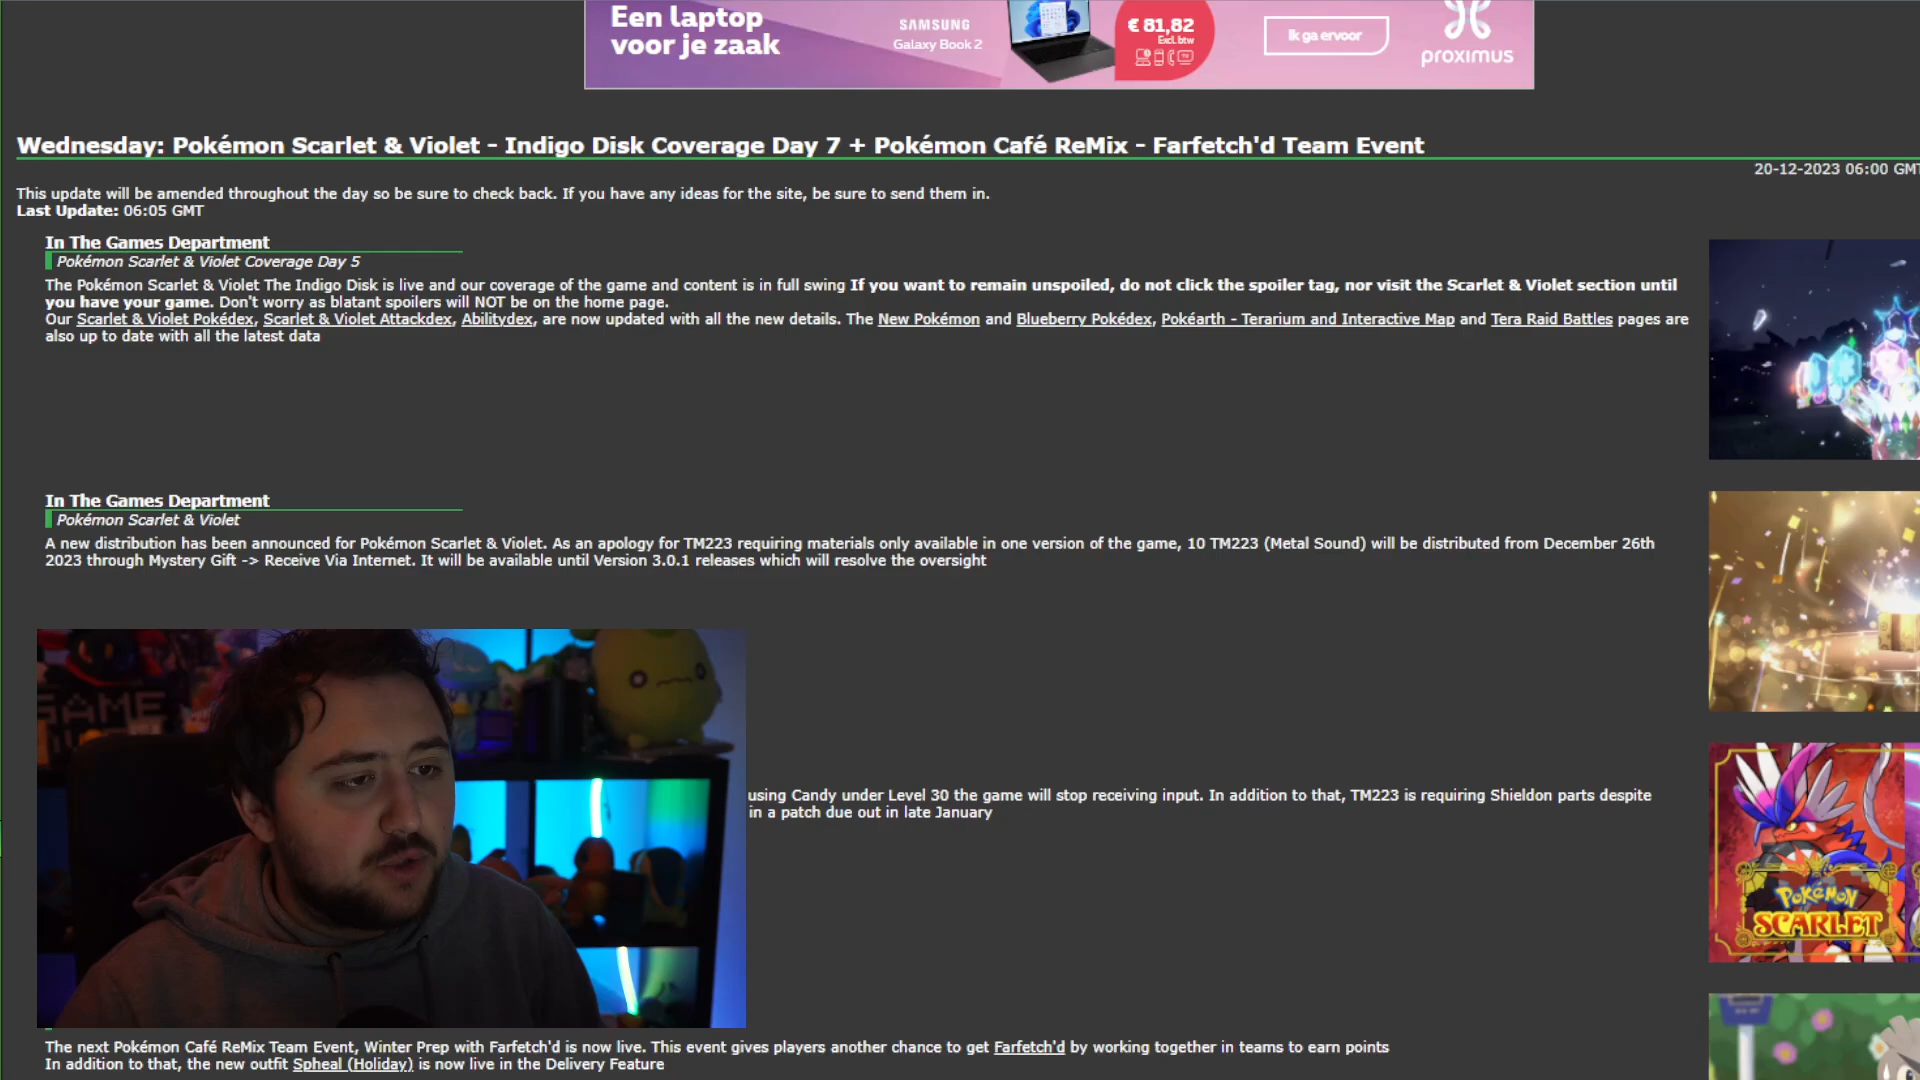 Een laptop
voor je zaak
SAMSUNG
Galaxy Book 2
€ 81,82
Excl. btw
Ik ga ervoor
proximus
Wednesday: Pokémon Scarlet & Violet - Indigo Disk Coverage Day 7 + Pokémon Café ReMix - Farfetch'd Team Event
20-12-2023 06:00 GMT
This update will be amended throughout the day so be sure to check back. If you have any ideas for the site, be sure to send them in.
Last Update: 06:05 GMT
In The Games Department
Pokémon Scarlet & Violet Coverage Day 5
The Pokémon Scarlet & Violet The Indigo Disk is live and our coverage of the game and content is in full swing If you want to remain unspoiled, do not click the spoiler tag, nor visit the Scarlet & Violet section until
you have your game. Don't worry as blatant spoilers will NOT be on the home page.
Our Scarlet & Violet Pokédex, Scarlet & Violet Attackdex, Abilitydex, are now updated with all the new details. The New Pokémon and Blueberry Pokédex, Pokéarth - Terarium and Interactive Map and Tera Raid Battles pages are
also up to date with all the latest data
In The Games Department
Pokémon Scarlet & Violet
A new distribution has been announced for Pokémon Scarlet & Violet. As an apology for TM223 requiring materials only available in one version of the game, 10 TM223 (Metal Sound) will be distributed from December 26th
2023 through Mystery Gift -> Receive Via Internet. It will be available until Version 3.0.1 releases which will resolve the oversight
GAME
using Candy under Level 30 the game will stop receiving input. In addition to that, TM223 is requiring Shieldon parts despite
in a patch due out in late January
POKÉMON
SCARLET
The next Pokémon Café ReMix Team Event, Winter Prep with Farfetch'd is now live. This event gives players another chance to get Farfetch'd by working together in teams to earn points
In addition to that, the new outfit Spheal (Holiday) is now live in the Delivery Feature